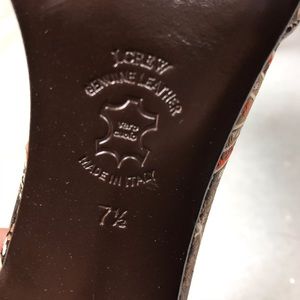 J.CREW
GENUINE LEATHER
vero
cuoio
MADE IN ITALY
7½